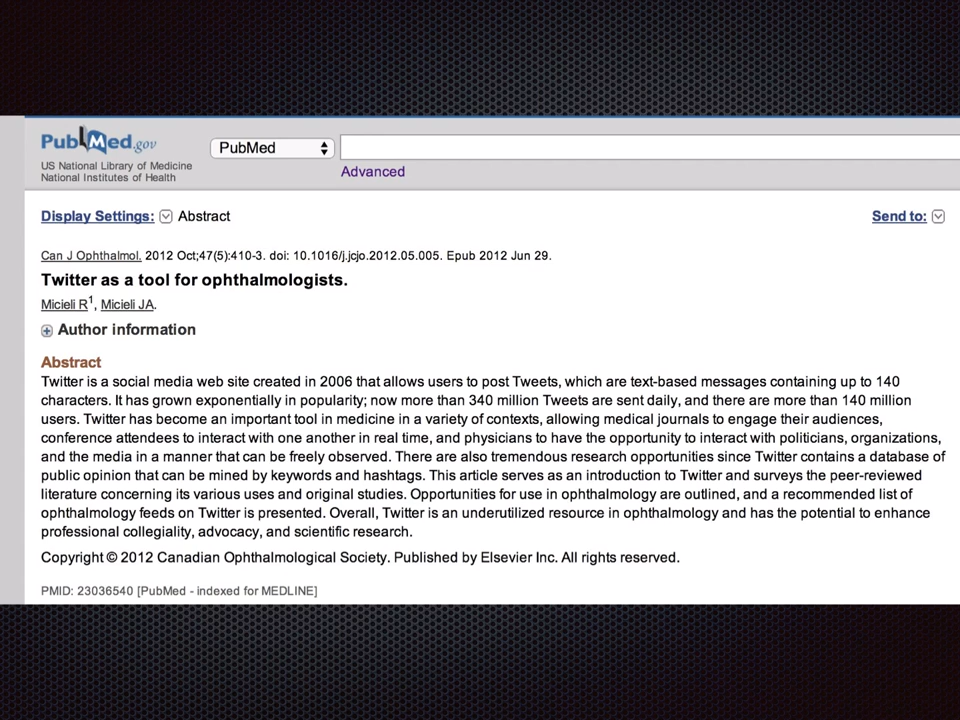 PubMed.gov
US National Library of Medicine
National Institutes of Health
PubMed
Advanced
Display Settings: Abstract
Send to:
Can J Ophthalmol. 2012 Oct;47(5):410-3. doi: 10.1016/j.jcjo.2012.05.005. Epub 2012 Jun 29.
Twitter as a tool for ophthalmologists.
Micieli R1, Micieli JA.
Author information
Abstract
Twitter is a social media web site created in 2006 that allows users to post Tweets, which are text-based messages containing up to 140
characters. It has grown exponentially in popularity; now more than 340 million Tweets are sent daily, and there are more than 140 million
users. Twitter has become an important tool in medicine in a variety of contexts, allowing medical journals to engage their audiences,
conference attendees to interact with one another in real time, and physicians to have the opportunity to interact with politicians, organizations,
and the media in a manner that can be freely observed. There are also tremendous research opportunities since Twitter contains a database of
public opinion that can be mined by keywords and hashtags. This article serves as an introduction to Twitter and surveys the peer-reviewed
literature concerning its various uses and original studies. Opportunities for use in ophthalmology are outlined, and a recommended list of
ophthalmology feeds on Twitter is presented. Overall, Twitter is an underutilized resource in ophthalmology and has the potential to enhance
professional collegiality, advocacy, and scientific research.
Copyright © 2012 Canadian Ophthalmological Society. Published by Elsevier Inc. All rights reserved.
PMID: 23036540 [PubMed - indexed for MEDLINE]